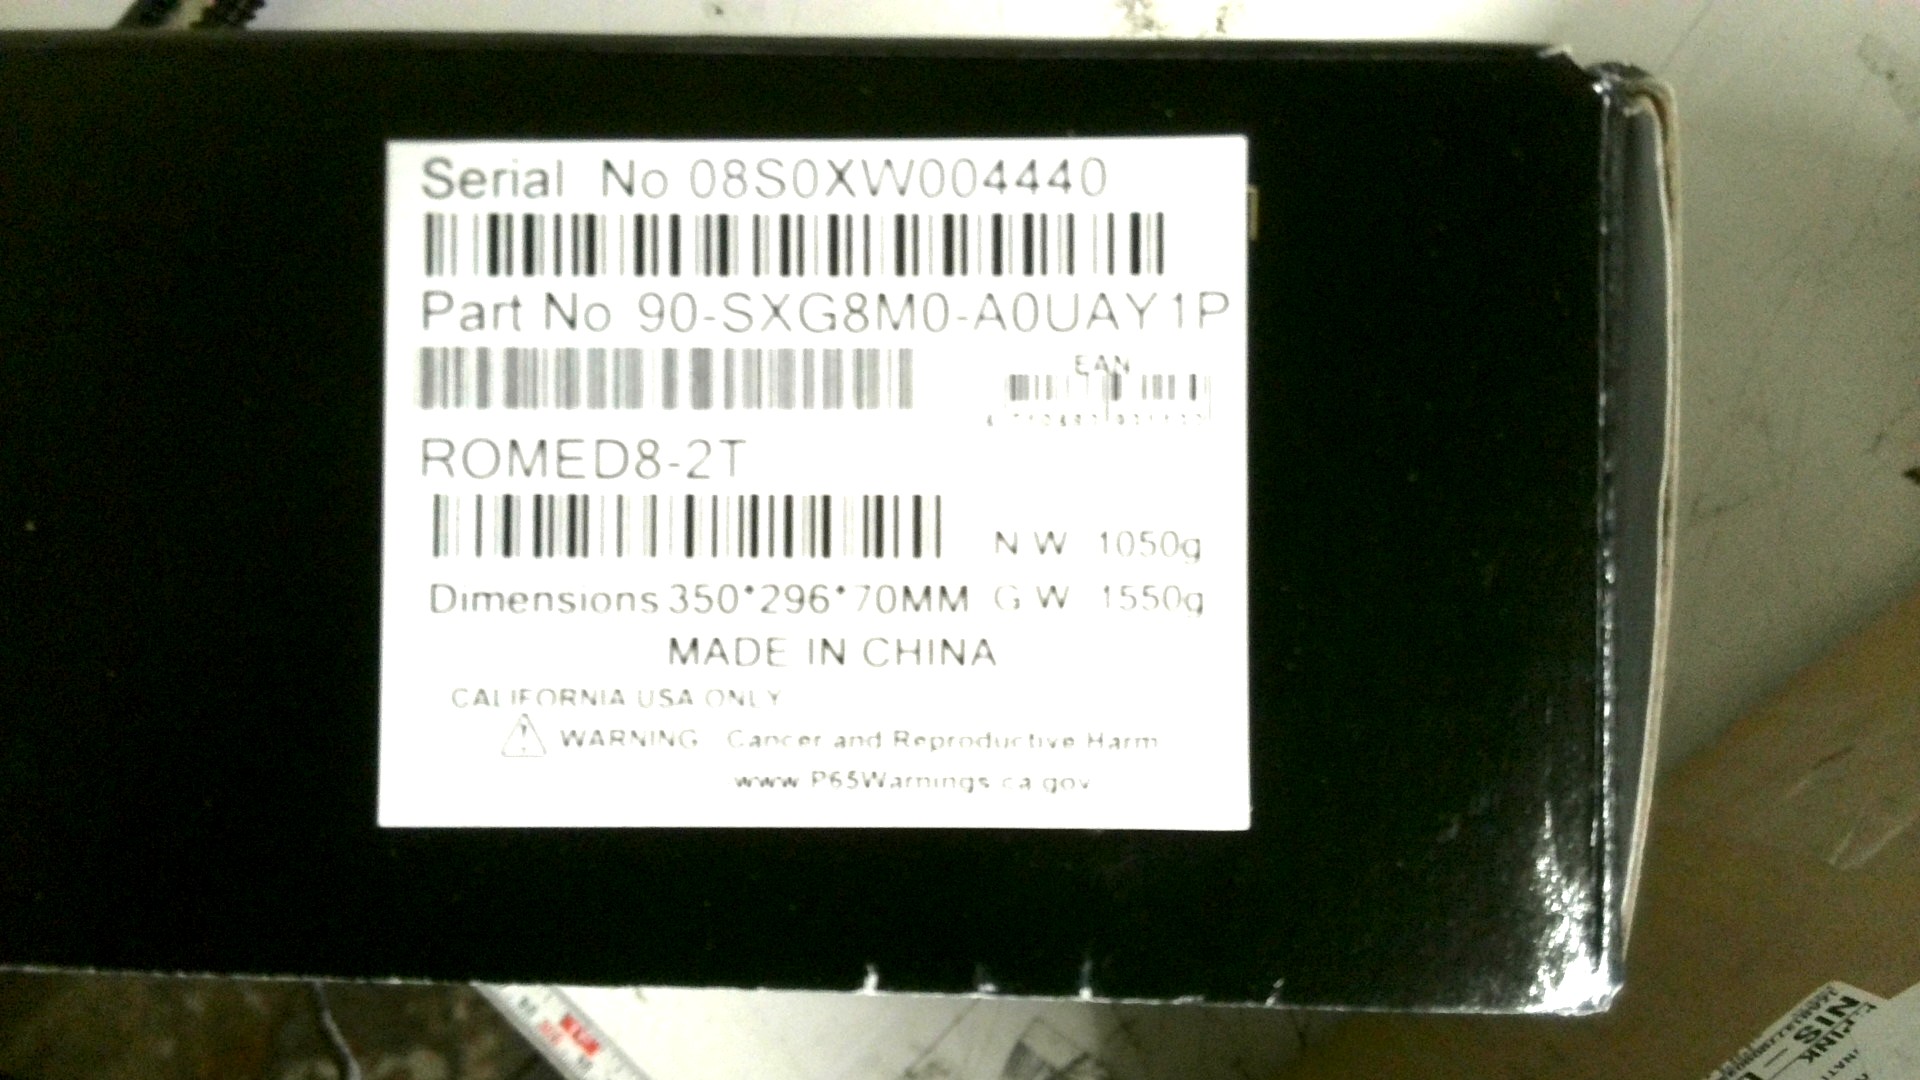 Serial No 08S0XW004440
Part No 90-SXG8M0-A0UAY1P
EAN
ROMED8-2T
N W 1050g
Dimensions 350*296*70MM G W 1550g
MADE IN CHINA
CALIFORNIA USA ONLY
WARNING Cancer and Reproductive Harm
www P65Warnings ca gov